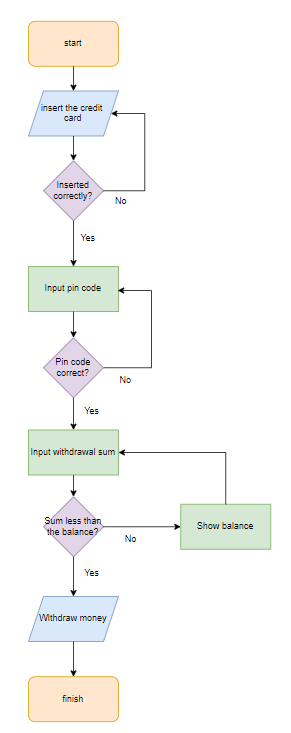 start
insert the credit
card
Inserted
correctly?
No
Yes
Input pin code
Pin code
correct?
No
Yes
Input withdrawal sum
Sum less than
the balance?
No
Show balance
Yes
Withdraw money
finish